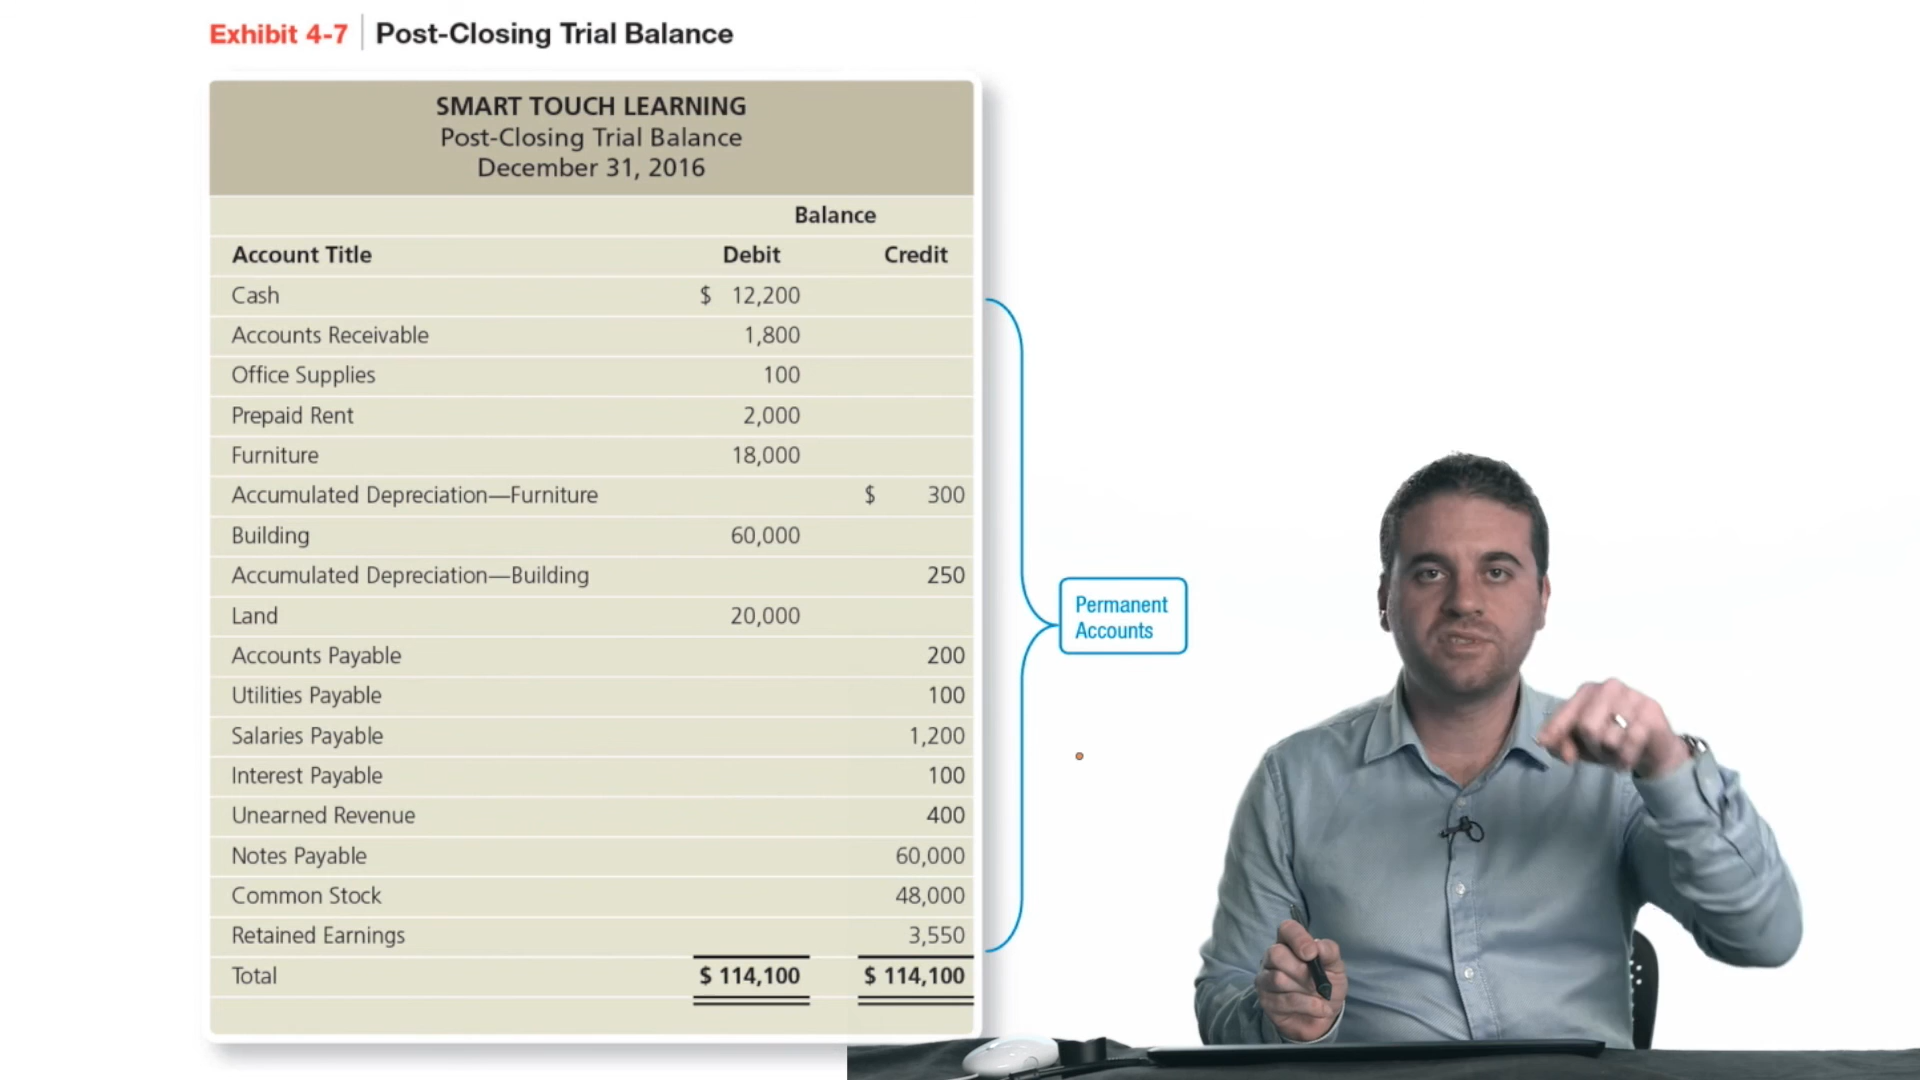 Exhibit 4-7 | Post-Closing Trial Balance
SMART TOUCH LEARNING
Post-Closing Trial Balance
December 31, 2016
Balance
Account Title Debit Credit
Cash $ 12,200
Accounts Receivable 1,800
Office Supplies 100
Prepaid Rent 2,000
Furniture 18,000
Accumulated Depreciation—Furniture $ 300
Building 60,000
Accumulated Depreciation—Building 250
Land 20,000
Accounts Payable 200
Utilities Payable 100
Salaries Payable 1,200
Interest Payable 100
Unearned Revenue 400
Notes Payable 60,000
Common Stock 48,000
Retained Earnings 3,550
Total $ 114,100 $ 114,100
Permanent
Accounts